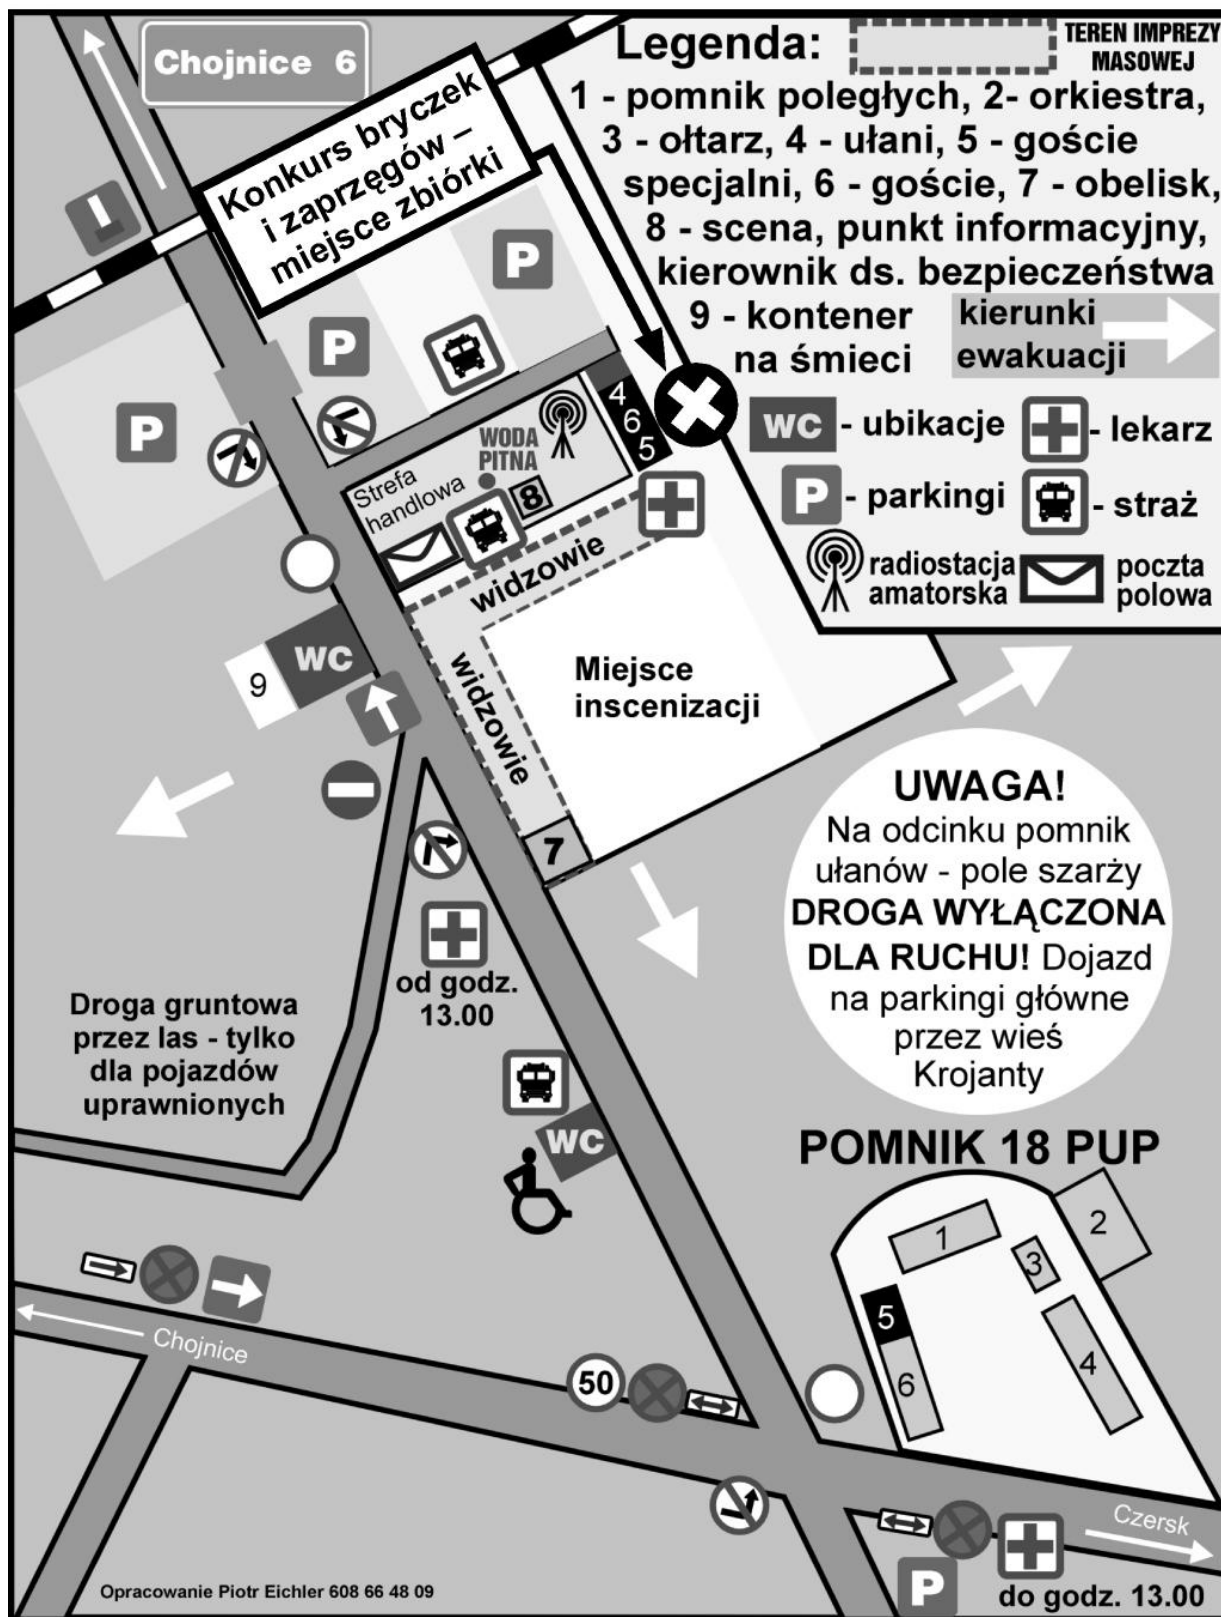 Chojnice 6
Konkurs bryczek
i zaprzęgów –
miejsce zbiórki
Legenda:
TEREN IMPREZY
MASOWEJ
1 - pomnik poległych, 2- orkiestra,
3 - ołtarz, 4 - ułani, 5 - goście
specjalni, 6 - goście, 7 - obelisk,
8 - scena, punkt informacyjny,
kierownik ds. bezpieczeństwa
9 - kontener
na śmieci
kierunki
ewakuacji
WC - ubikacje
- lekarz
P - parkingi
- straż
radiostacja
amatorska
poczta
polowa
P
P
P
4
6
5
WODA
PITNA
Strefa
handlowa
8
widzowie
widzowie
Miejsce
inscenizacji
WC
9
7
UWAGA!
Na odcinku pomnik
ułanów - pole szarży
DROGA WYŁĄCZONA
DLA RUCHU! Dojazd
na parkingi główne
przez wieś
Krojanty
od godz.
13.00
Droga gruntowa
przez las - tylko
dla pojazdów
uprawnionych
WC
POMNIK 18 PUP
1
2
3
4
5
6
Chojnice
50
Czersk
P
do godz. 13.00
Opracowanie Piotr Eichler 608 66 48 09